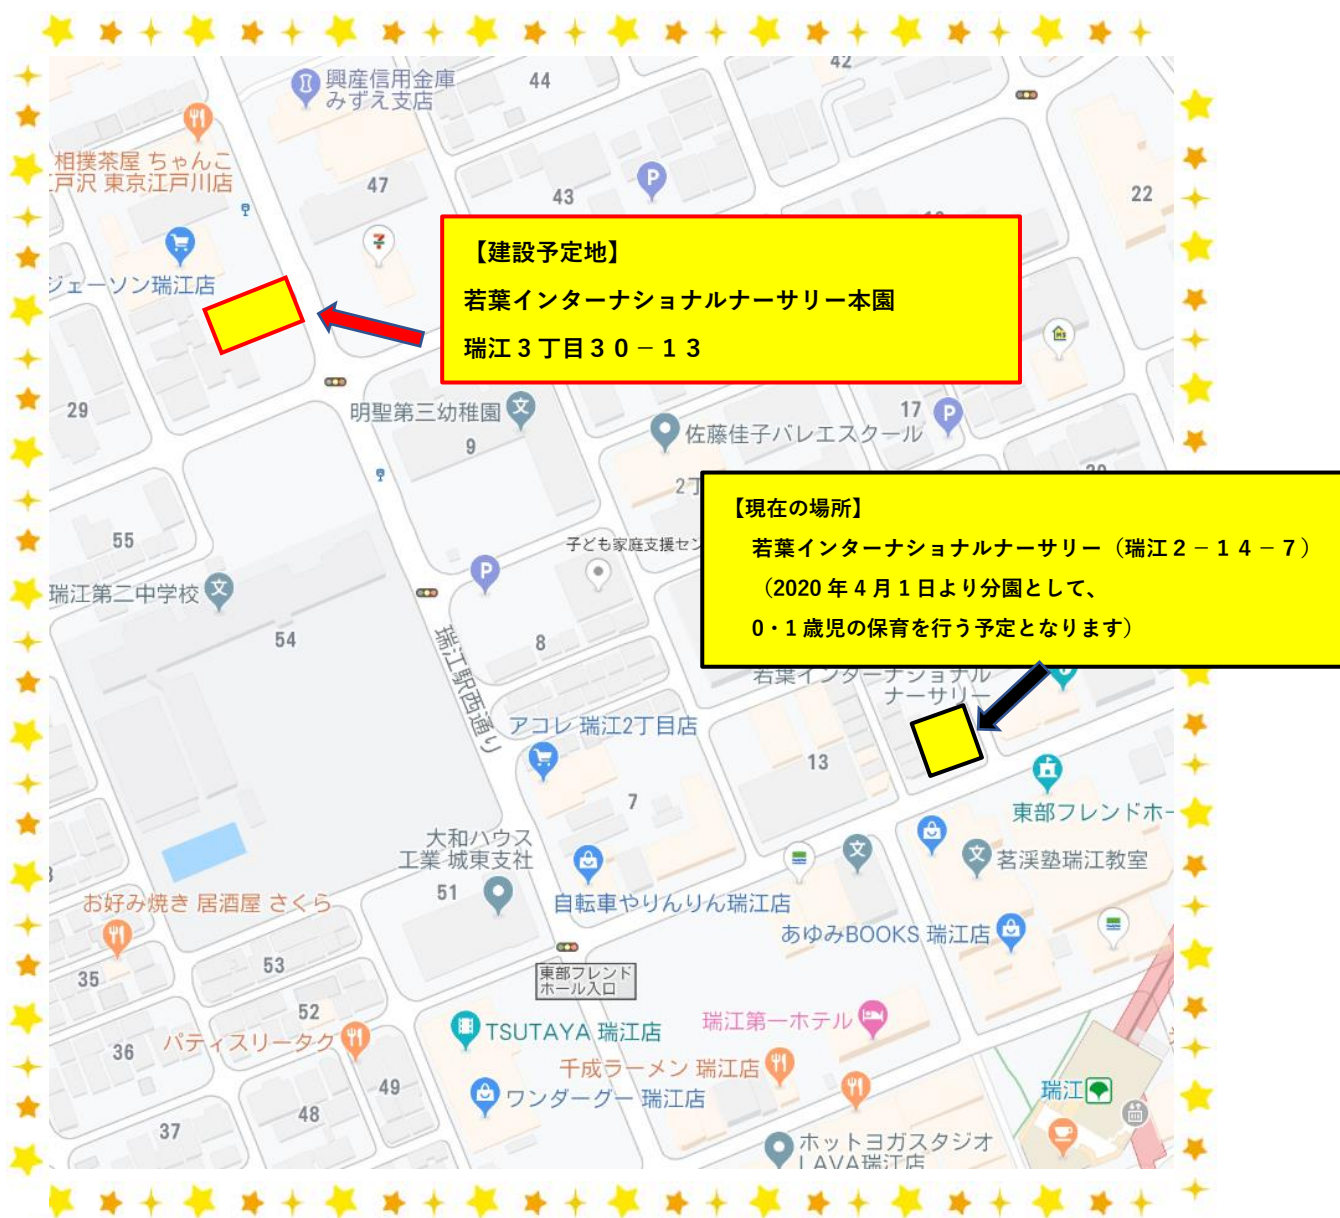 興産信用金庫
みずえ支店
44
42
相撲茶屋 ちゃんこ
江戸沢 東京江戸川店
47
43
22
ジェーソン瑞江店
【建設予定地】
若葉インターナショナルナーサリー本園
瑞江3丁目30-13
29
明聖第三幼稚園
9
17
佐藤佳子バレエスクール
55
子ども家庭支援セン
【現在の場所】
若葉インターナショナルナーサリー（瑞江2-14-7）
（2020年4月1日より分園として、
0・1歳児の保育を行う予定となります）
瑞江第二中学校
54
8
瑞江駅西通り
若葉インターナショナル
ナーサリー
アコレ 瑞江2丁目店
13
7
東部フレンドホー
大和ハウス
工業 城東支社
51
茗渓塾瑞江教室
お好み焼き 居酒屋 さくら
自転車やりんりん瑞江店
あゆみBOOKS 瑞江店
35
53
東部フレンド
ホール入口
52
36
パティスリータク
TSUTAYA 瑞江店
瑞江第一ホテル
千成ラーメン 瑞江店
49
ワンダーグー 瑞江店
瑞江
48
37
ホットヨガスタジオ
LAVA瑞江店